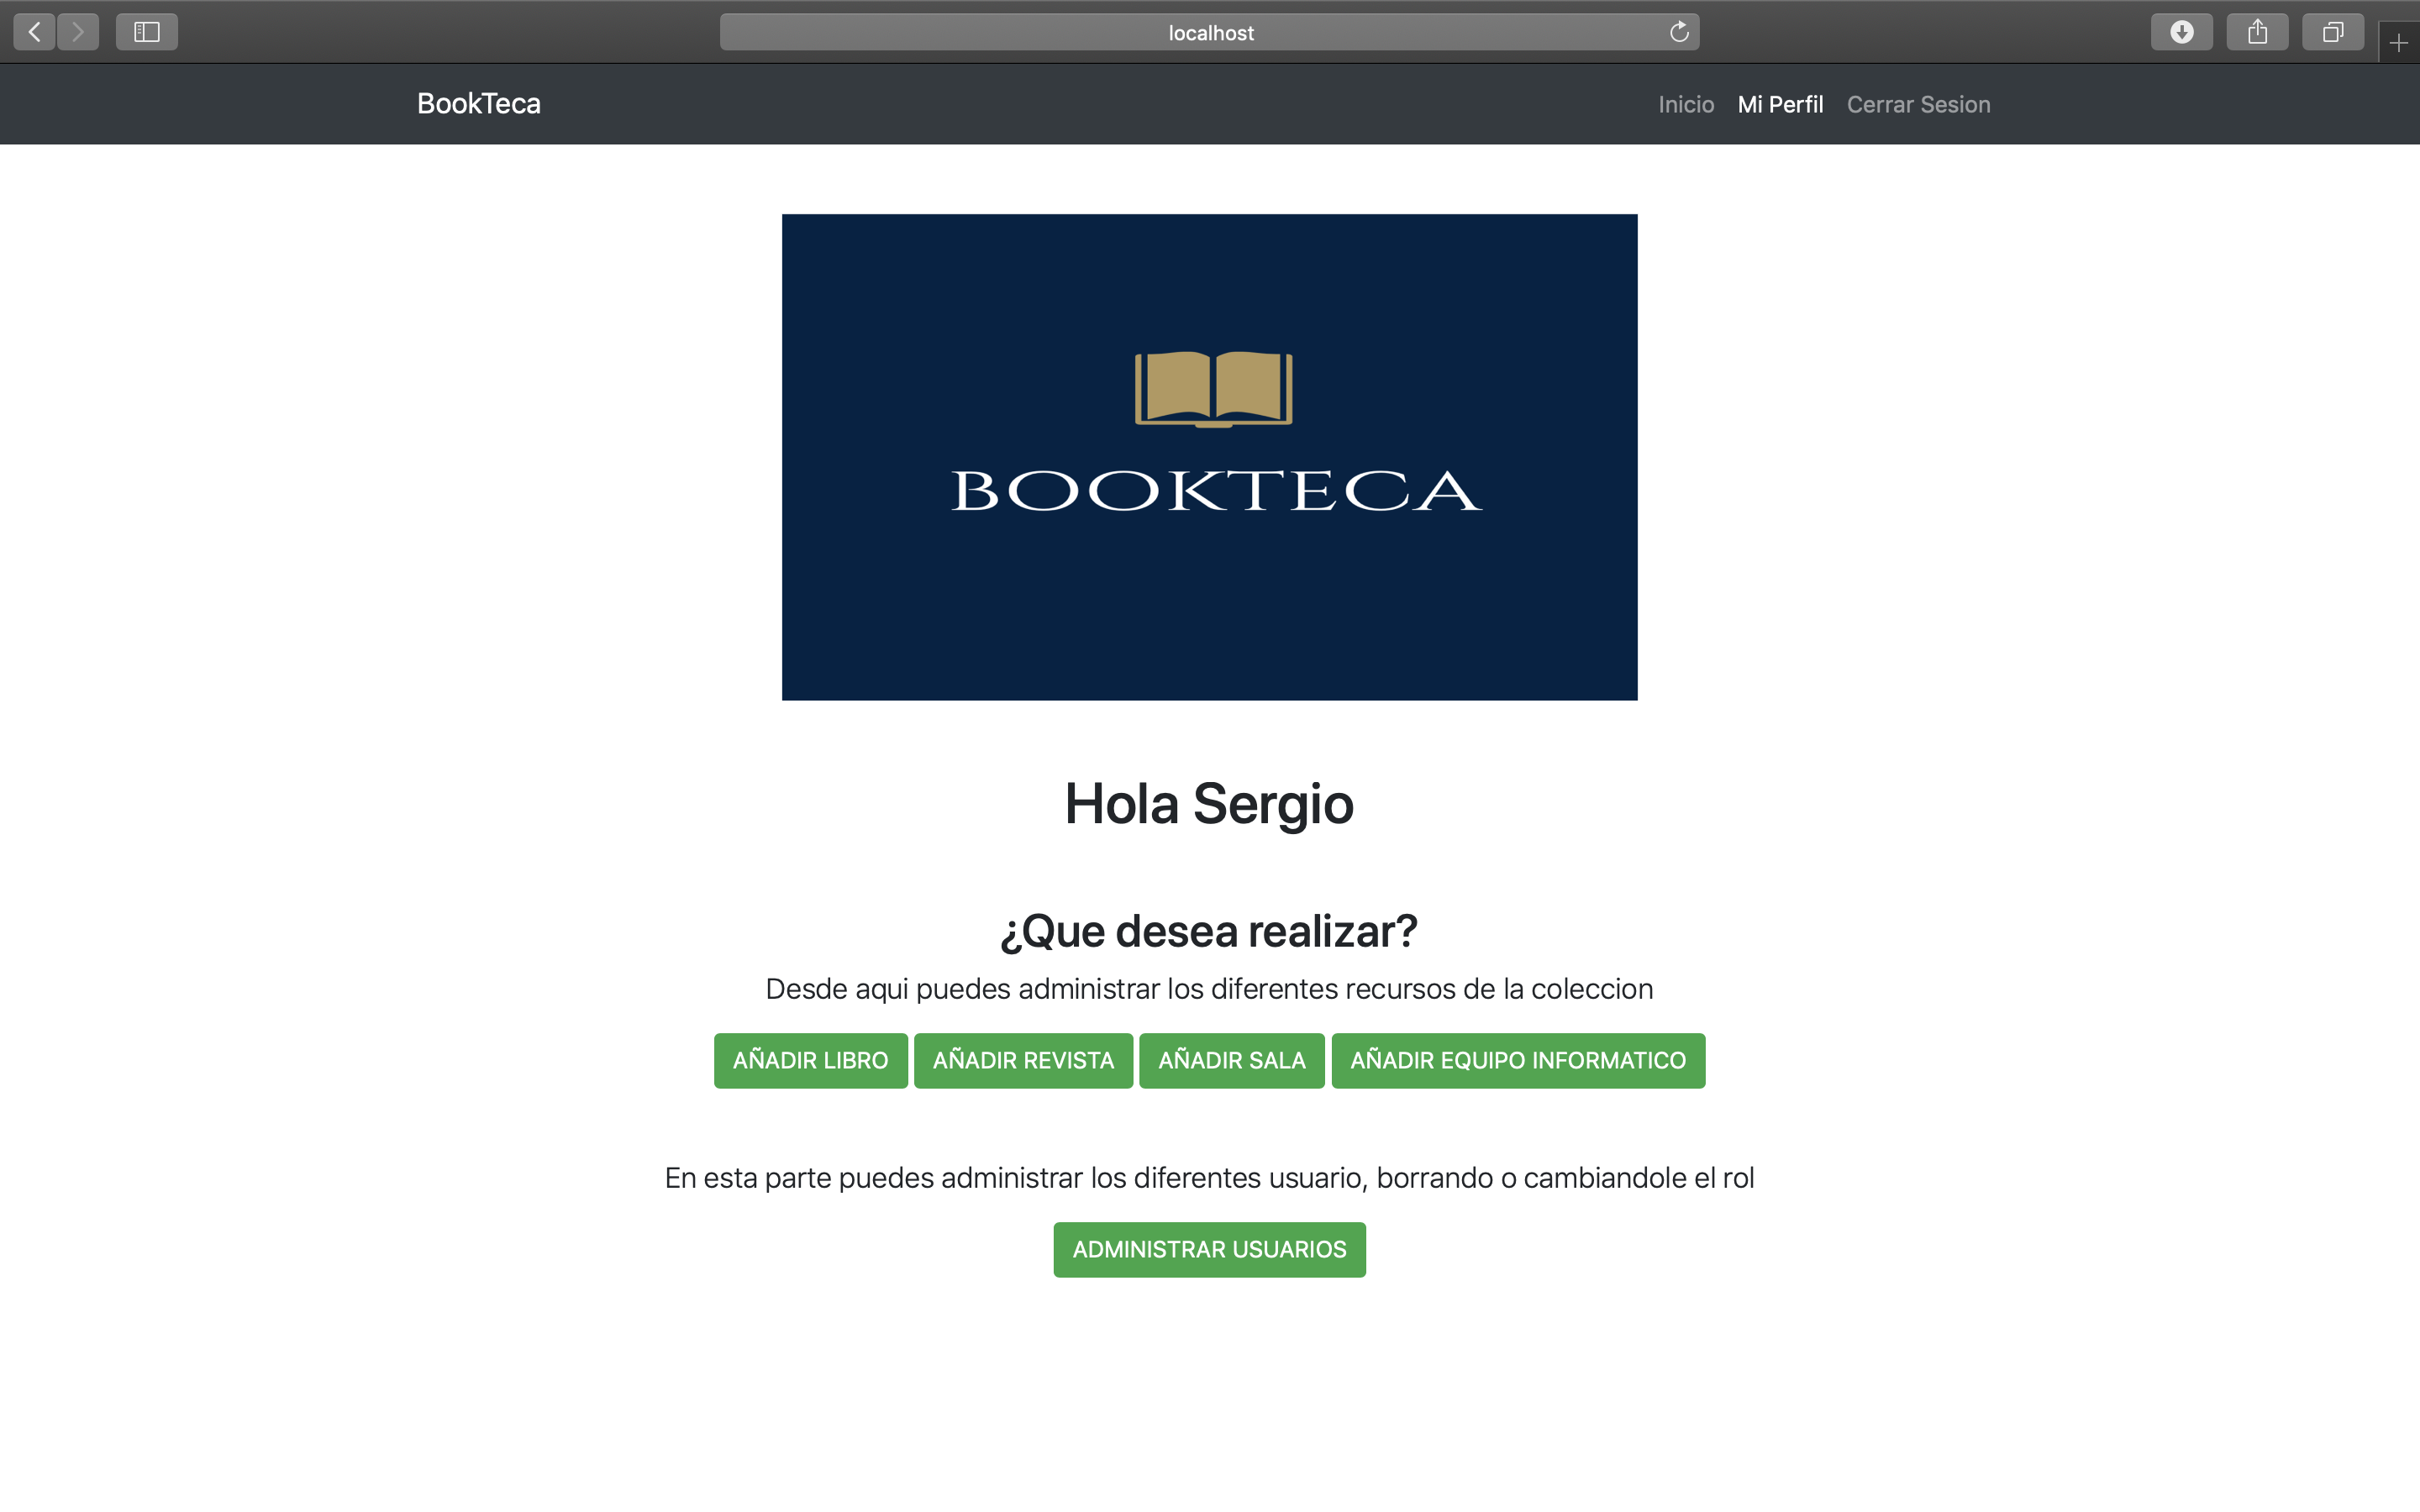 localhost
BookTeca
Inicio Mi Perfil Cerrar Sesion
BOOKTECA
Hola Sergio
¿Que desea realizar?
Desde aqui puedes administrar los diferentes recursos de la coleccion
AÑADIR LIBRO AÑADIR REVISTA AÑADIR SALA AÑADIR EQUIPO INFORMATICO
En esta parte puedes administrar los diferentes usuario, borrando o cambiandole el rol
ADMINISTRAR USUARIOS